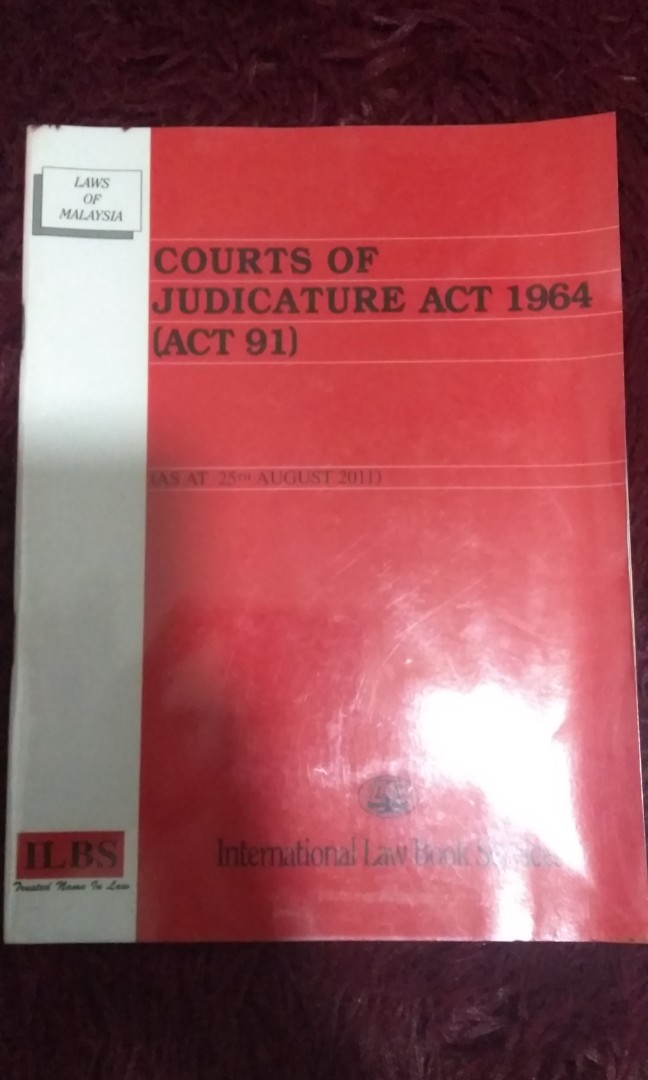 LAWS
OF
MALAYSIA
COURTS OF
JUDICATURE ACT 1964
(ACT 91)
(AS AT 25TH AUGUST 2011)
International Law Book
ILBS
Trusted Name In Law